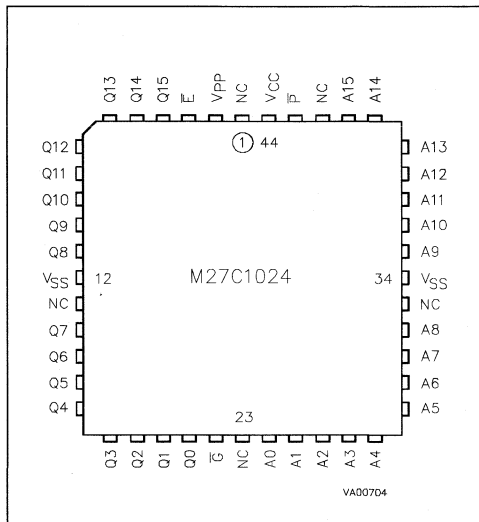 Q13 Q14 Q15 E̅ VPP NC VCC P̅ NC A15 A14
1 44
Q12 A13
Q11 A12
Q10 A11
Q9 A10
Q8 A9
VSS 12 M27C1024 34 VSS
NC NC
Q7 A8
Q6 A7
Q5 A6
Q4 A5
23
Q3 Q2 Q1 Q0 G̅ NC A0 A1 A2 A3 A4
VA00704